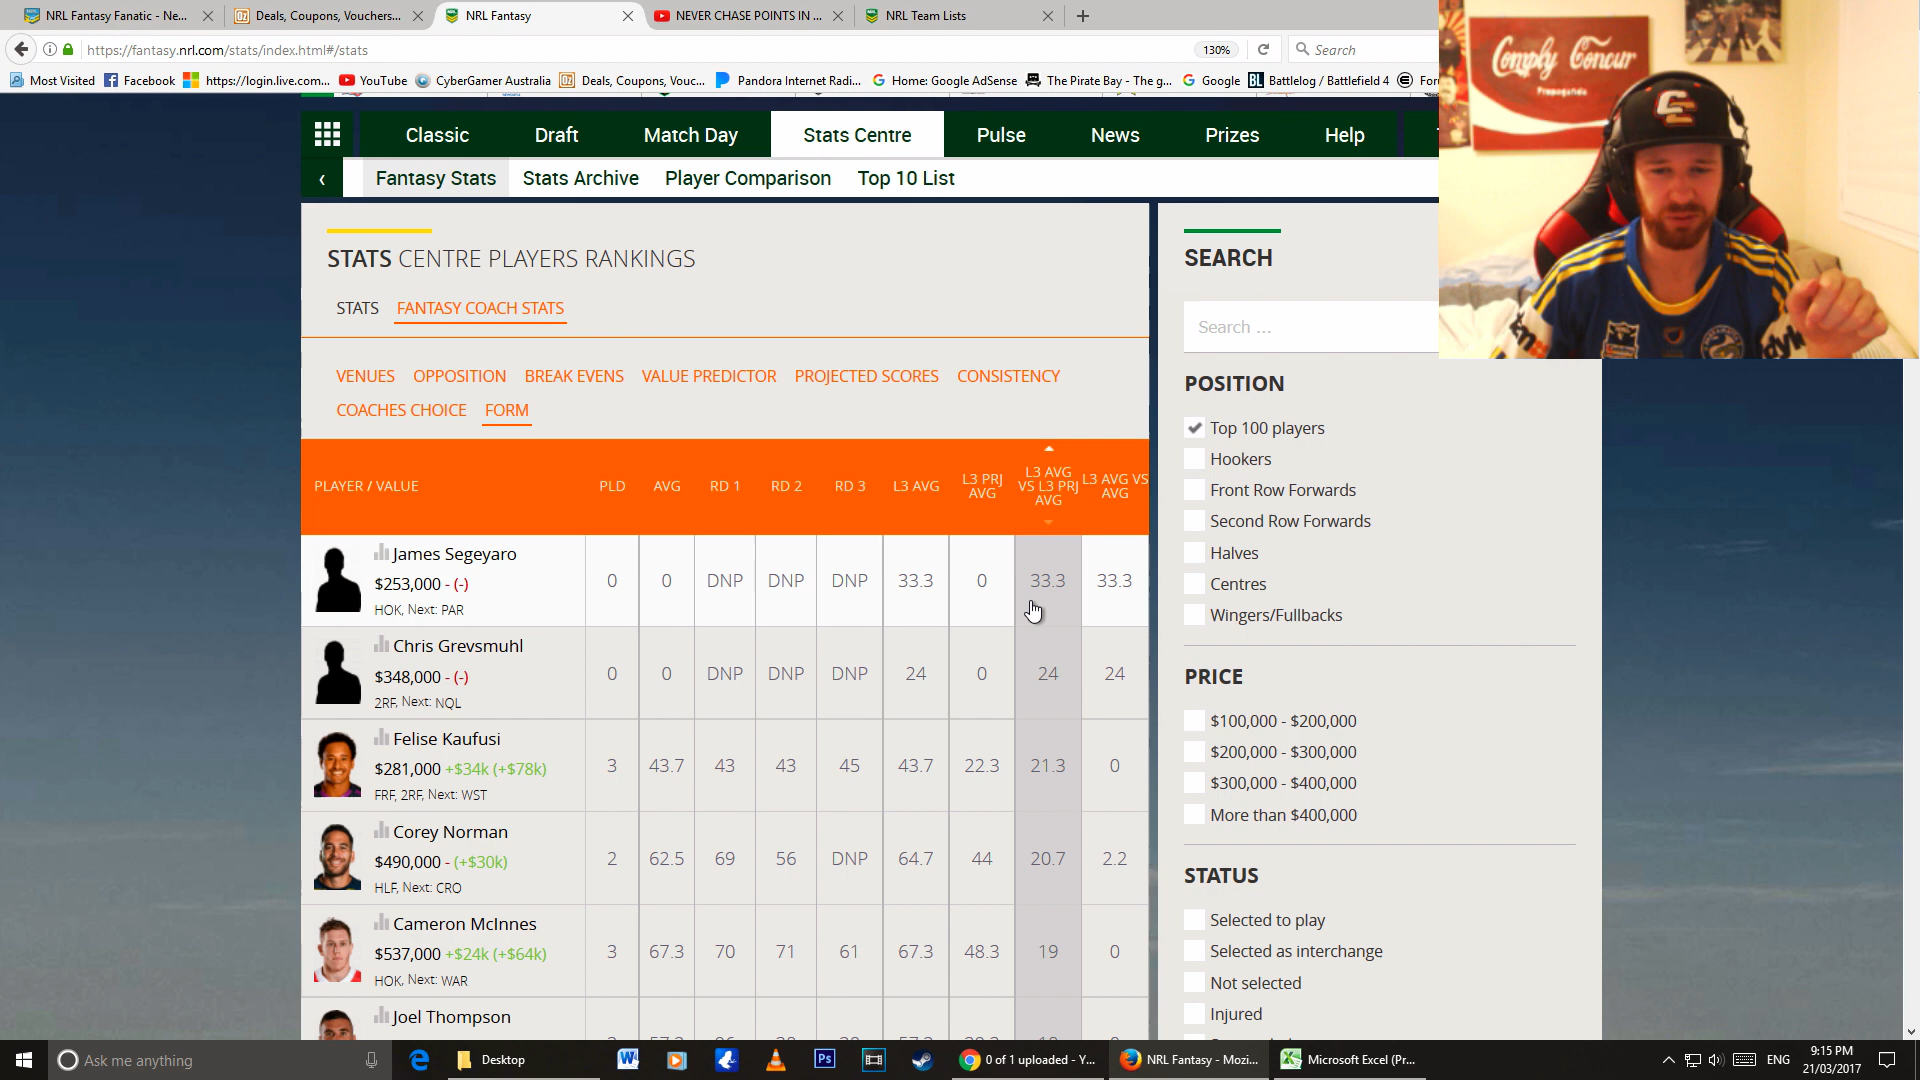 NRL Fantasy Fanatic - Ne...
Deals, Coupons, Vouchers...
NRL Fantasy
NEVER CHASE POINTS IN ...
NRL Team Lists
https://fantasy.nrl.com/stats/index.html#/stats
130%
Search
Most Visited
Facebook
https://login.live.com...
YouTube
CyberGamer Australia
Deals, Coupons, Vouc...
Pandora Internet Radi...
Home: Google AdSense
The Pirate Bay - The g...
Google
Battlelog / Battlefield 4
For
Comply Concur
Propaganda
Classic
Draft
Match Day
Stats Centre
Pulse
News
Prizes
Help
Fantasy Stats
Stats Archive
Player Comparison
Top 10 List
STATS CENTRE PLAYERS RANKINGS
STATS
FANTASY COACH STATS
VENUES
OPPOSITION
BREAK EVENS
VALUE PREDICTOR
PROJECTED SCORES
CONSISTENCY
COACHES CHOICE
FORM
PLAYER / VALUE
PLD
AVG
RD 1
RD 2
RD 3
L3 AVG
L3 PRJ AVG
L3 AVG VS L3 PRJ AVG
L3 AVG VS AVG
James Segeyaro
$253,000 - (-)
HOK, Next: PAR
0 0 DNP DNP DNP 33.3 0 33.3 33.3
Chris Grevsmuhl
$348,000 - (-)
2RF, Next: NQL
0 0 DNP DNP DNP 24 0 24 24
Felise Kaufusi
$281,000 +$34k (+$78k)
FRF, 2RF, Next: WST
3 43.7 43 43 45 43.7 22.3 21.3 0
Corey Norman
$490,000 - (+$30k)
HLF, Next: CRO
2 62.5 69 56 DNP 64.7 44 20.7 2.2
Cameron McInnes
$537,000 +$24k (+$64k)
HOK, Next: WAR
3 67.3 70 71 61 67.3 48.3 19 0
Joel Thompson
SEARCH
Search ...
POSITION
Top 100 players
Hookers
Front Row Forwards
Second Row Forwards
Halves
Centres
Wingers/Fullbacks
PRICE
$100,000 - $200,000
$200,000 - $300,000
$300,000 - $400,000
More than $400,000
STATUS
Selected to play
Selected as interchange
Not selected
Injured
Ask me anything
Desktop
0 of 1 uploaded - Y...
NRL Fantasy - Mozi...
Microsoft Excel (Pr...
ENG
9:15 PM
21/03/2017